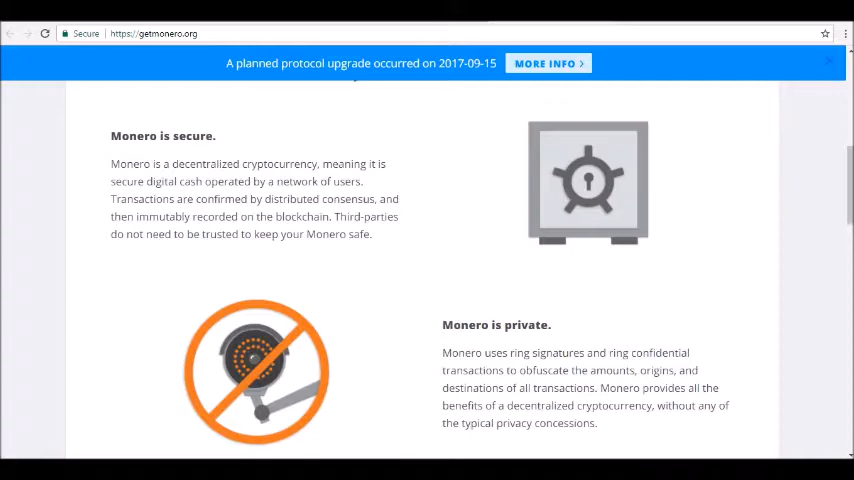 Secure https://getmonero.org
A planned protocol upgrade occurred on 2017-09-15 MORE INFO >
Monero is secure.
Monero is a decentralized cryptocurrency, meaning it is
secure digital cash operated by a network of users.
Transactions are confirmed by distributed consensus, and
then immutably recorded on the blockchain. Third-parties
do not need to be trusted to keep your Monero safe.
Monero is private.
Monero uses ring signatures and ring confidential
transactions to obfuscate the amounts, origins, and
destinations of all transactions. Monero provides all the
benefits of a decentralized cryptocurrency, without any of
the typical privacy concessions.